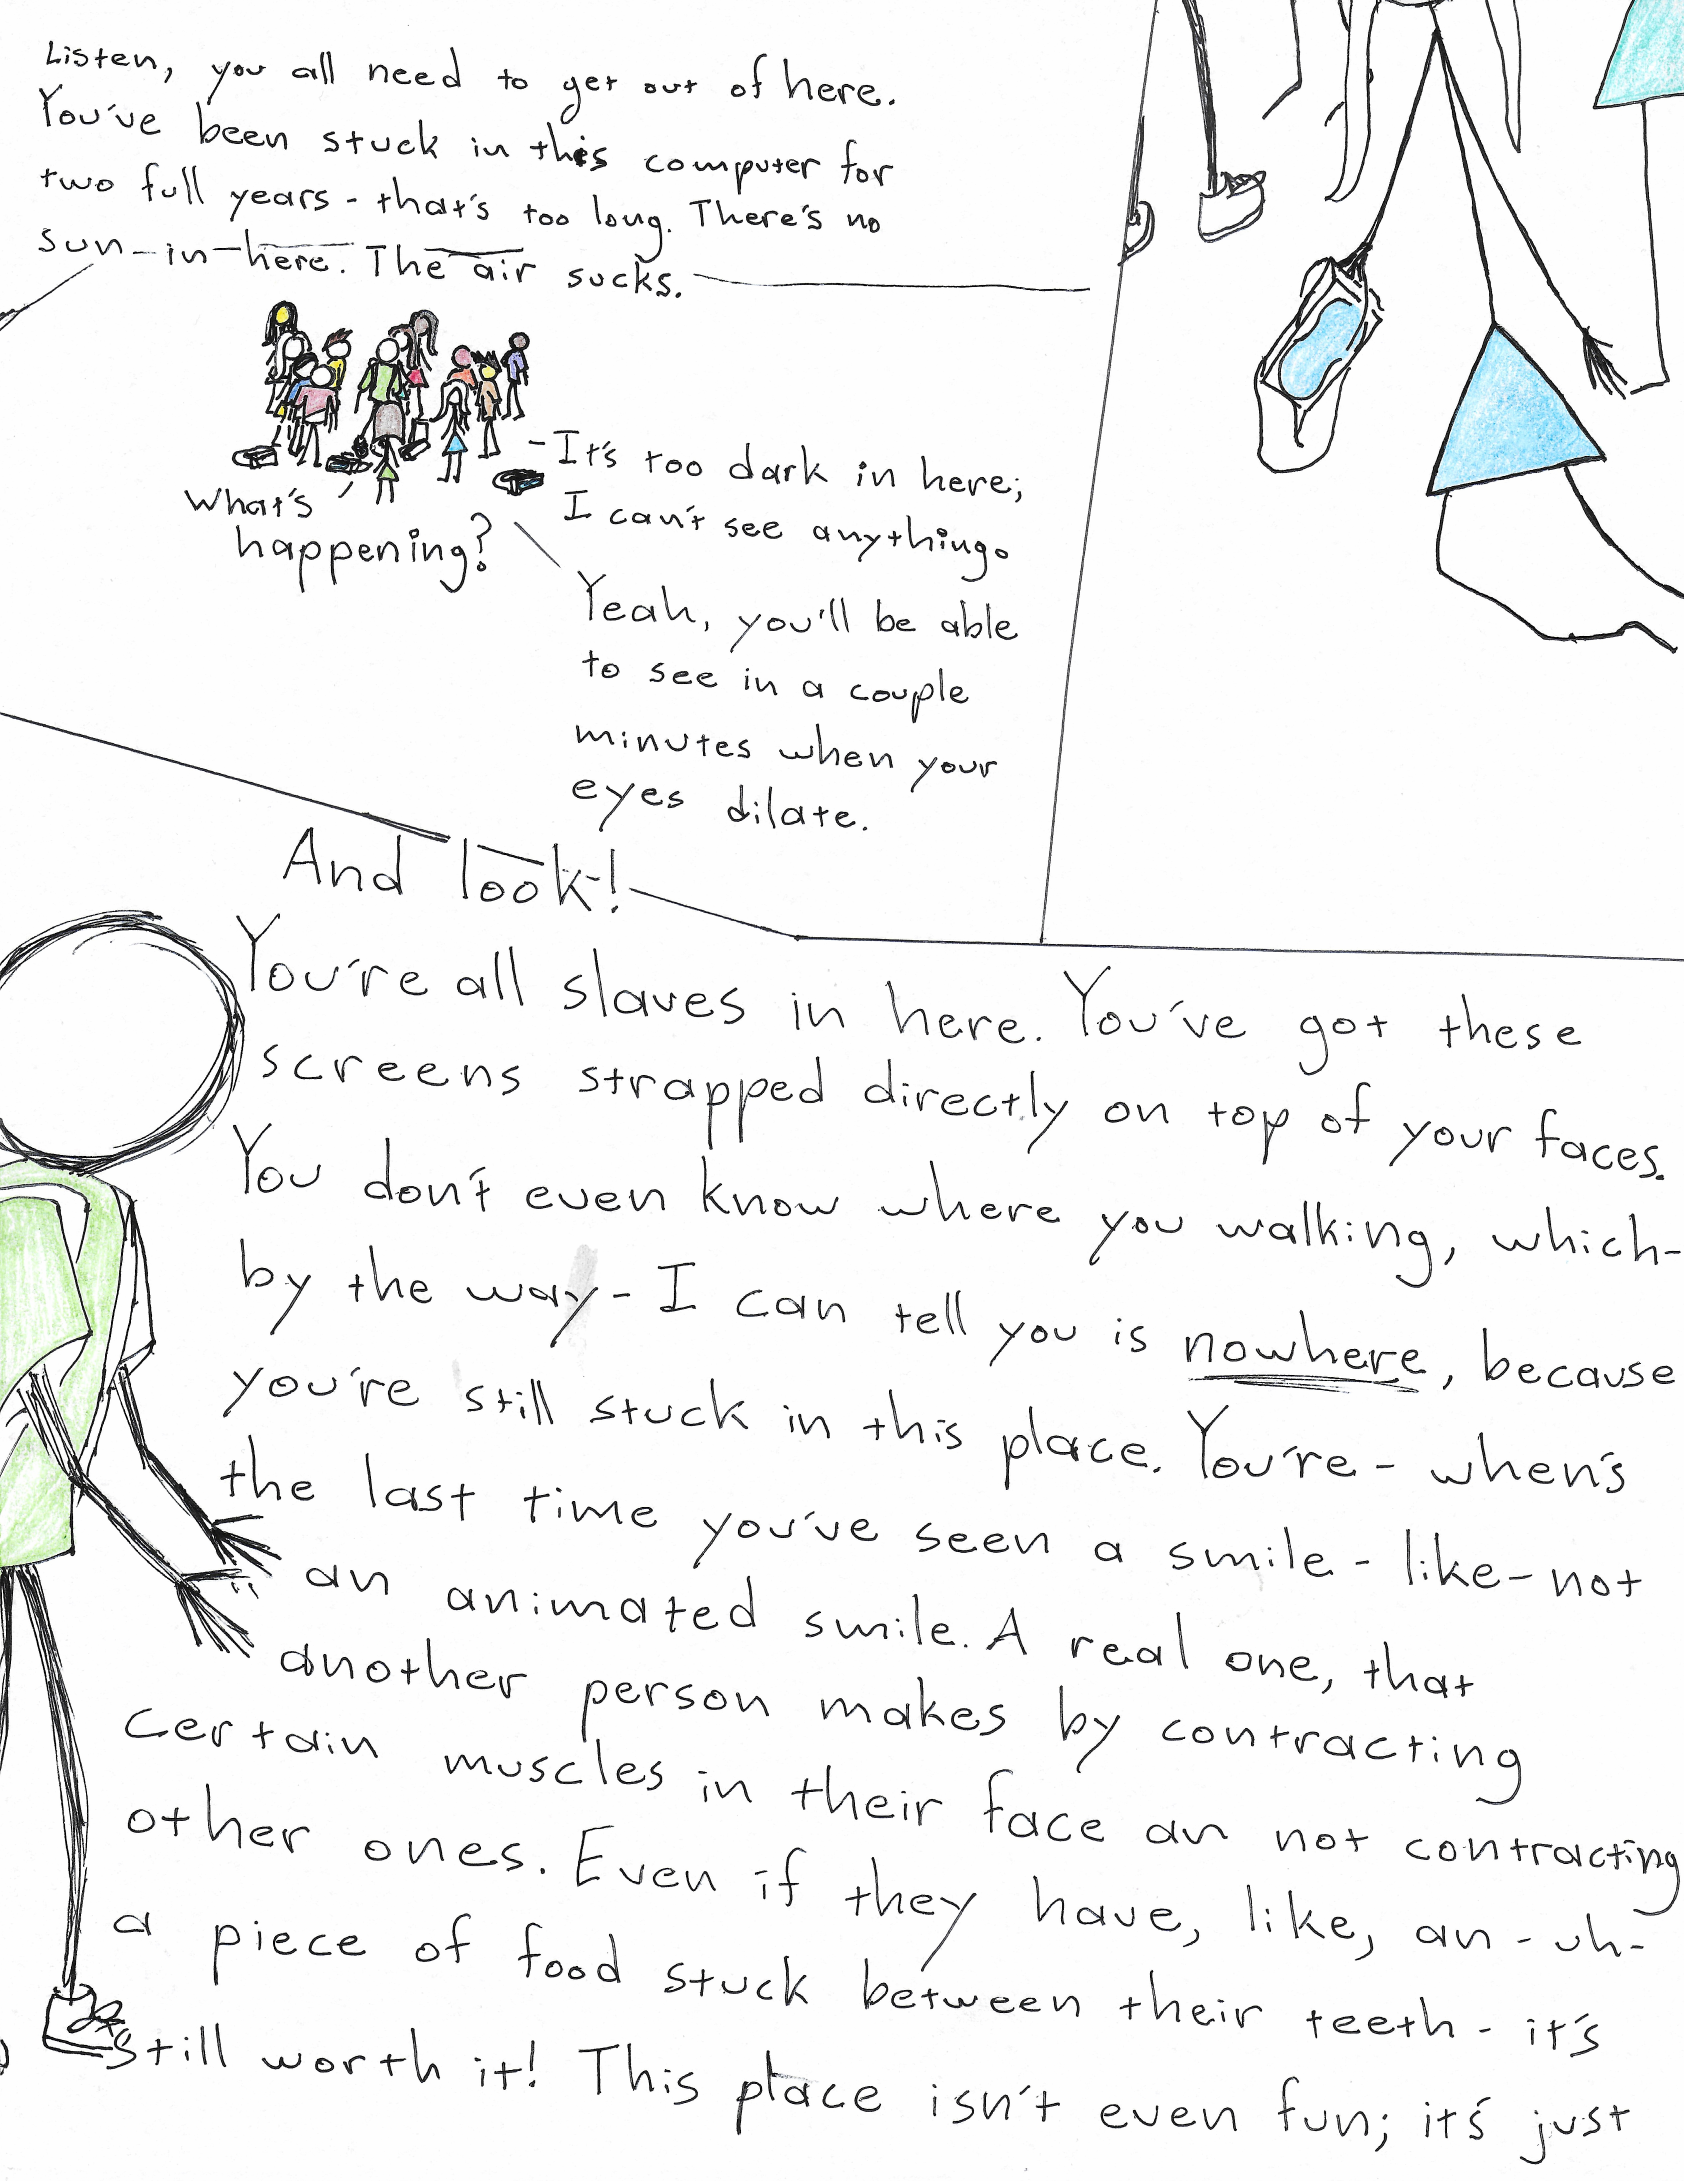 Listen, you all need to get out of here.
You've been stuck in this computer for
two full years - that's too long. There's no
sun in here. The air sucks.
What's
happening?
- It's too dark in here;
I can't see anything.
Yeah, you'll be able
to see in a couple
minutes when your
eyes dilate.
And look!
You're all slaves in here. You've got these
screens strapped directly on top of your faces.
You don't even know where you walking, which-
by the way - I can tell you is nowhere, because
you're still stuck in this place. You're - when's
the last time you've seen a smile - like - not
an animated smile. A real one, that
another person makes by contracting
certain muscles in their face an not contracting
other ones. Even if they have, like, an - uh -
a piece of food stuck between their teeth - it's
still worth it! This place isn't even fun; it's just